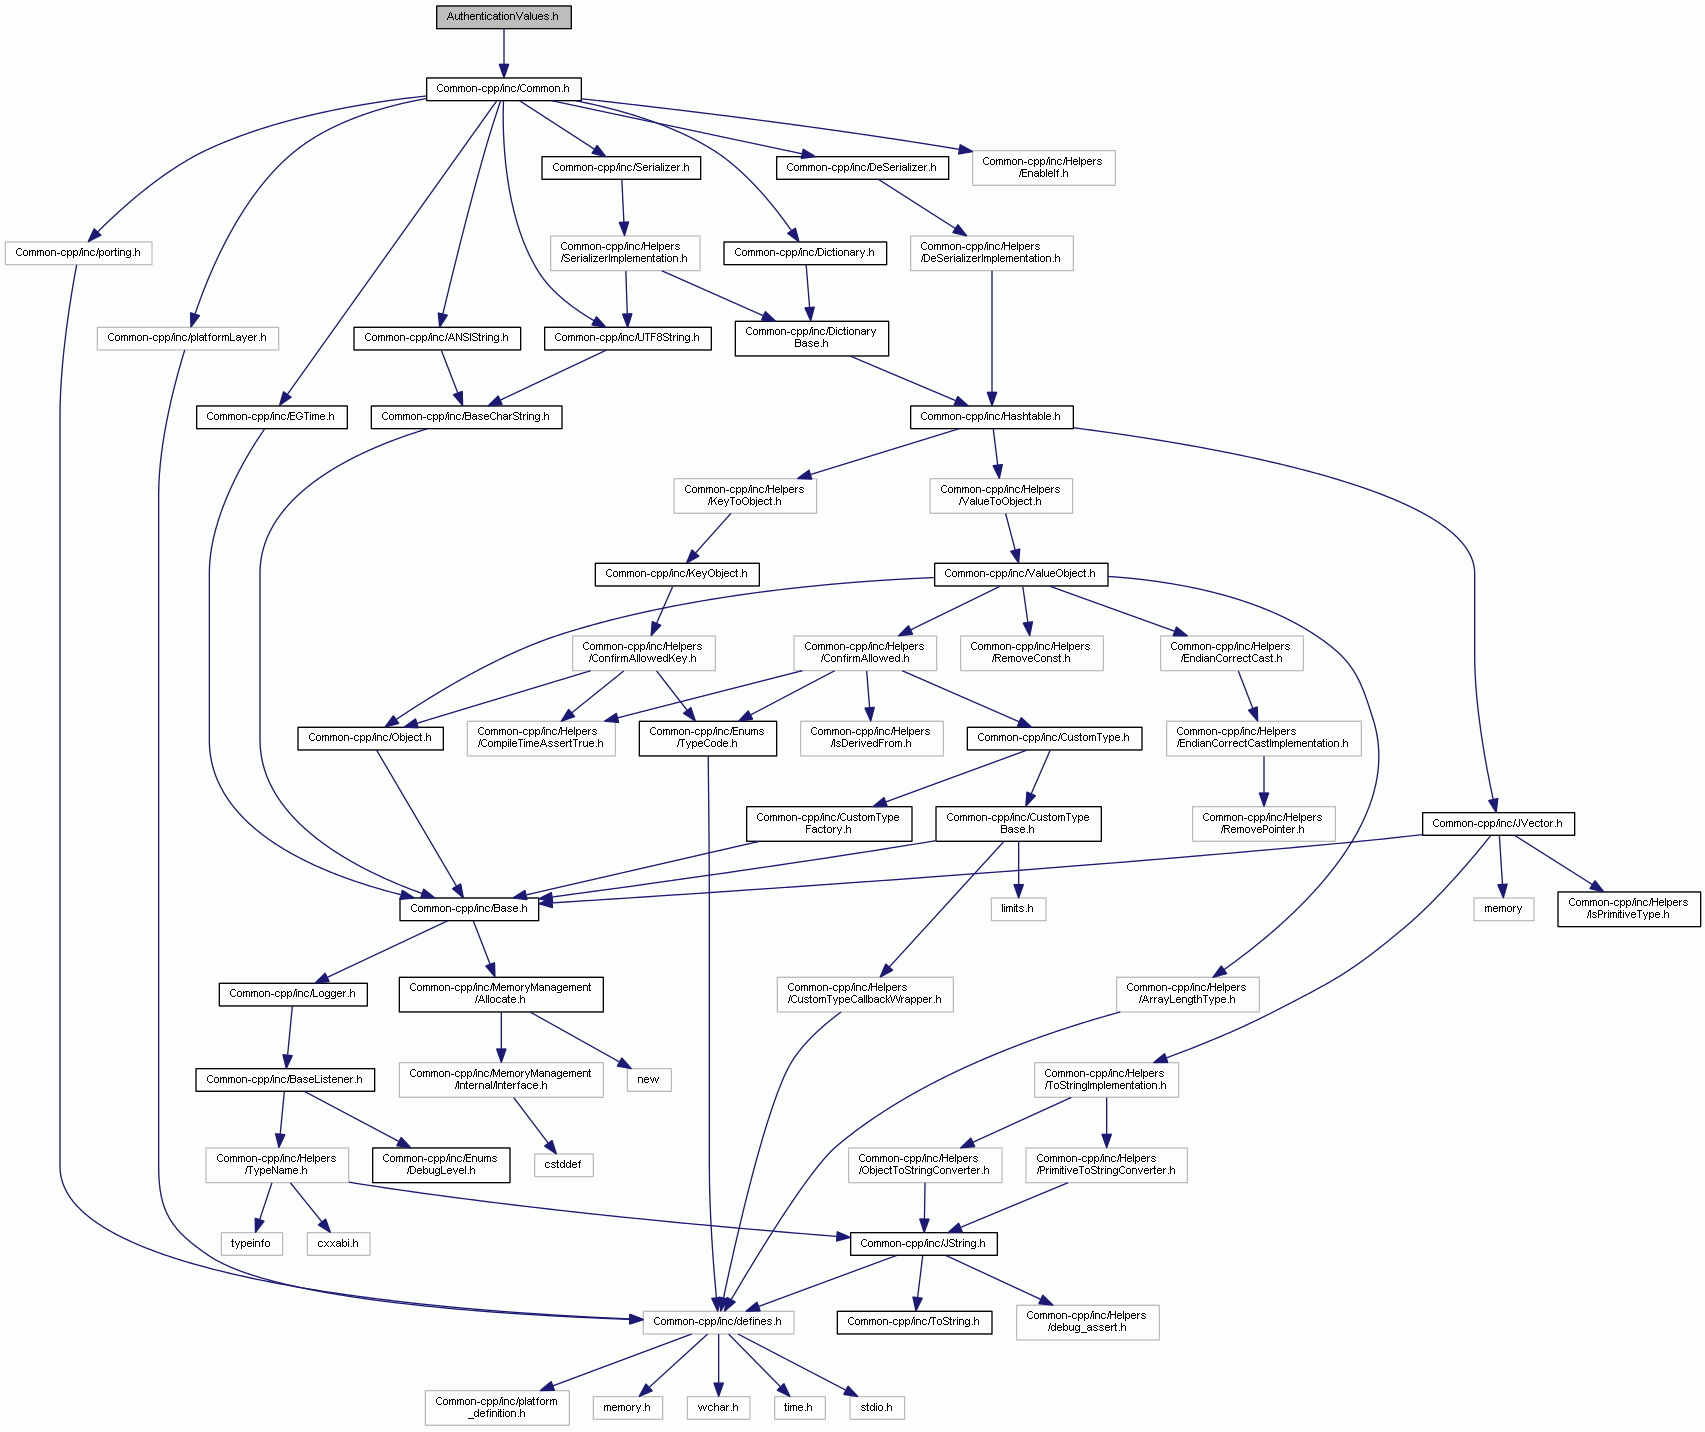 AuthenticationValues.h
Common-cpp/inc/Common.h
Common-cpp/inc/Serializer.h
Common-cpp/inc/DeSerializer.h
Common-cpp/inc/Helpers
/EnableIf.h
Common-cpp/inc/porting.h
Common-cpp/inc/Helpers
/SerializerImplementation.h
Common-cpp/inc/Dictionary.h
Common-cpp/inc/Helpers
/DeSerializerImplementation.h
Common-cpp/inc/platformLayer.h
Common-cpp/inc/ANSIString.h
Common-cpp/inc/UTF8String.h
Common-cpp/inc/Dictionary
Base.h
Common-cpp/inc/EGTime.h
Common-cpp/inc/BaseCharString.h
Common-cpp/inc/Hashtable.h
Common-cpp/inc/Helpers
/KeyToObject.h
Common-cpp/inc/Helpers
/ValueToObject.h
Common-cpp/inc/KeyObject.h
Common-cpp/inc/ValueObject.h
Common-cpp/inc/Helpers
/ConfirmAllowedKey.h
Common-cpp/inc/Helpers
/ConfirmAllowed.h
Common-cpp/inc/Helpers
/RemoveConst.h
Common-cpp/inc/Helpers
/EndianCorrectCast.h
Common-cpp/inc/Object.h
Common-cpp/inc/Helpers
/CompileTimeAssertTrue.h
Common-cpp/inc/Enums
/TypeCode.h
Common-cpp/inc/Helpers
/IsDerivedFrom.h
Common-cpp/inc/CustomType.h
Common-cpp/inc/Helpers
/EndianCorrectCastImplementation.h
Common-cpp/inc/CustomType
Factory.h
Common-cpp/inc/CustomType
Base.h
Common-cpp/inc/Helpers
/RemovePointer.h
Common-cpp/inc/JVector.h
Common-cpp/inc/Base.h
limits.h
memory
Common-cpp/inc/Helpers
/IsPrimitiveType.h
Common-cpp/inc/Logger.h
Common-cpp/inc/MemoryManagement
/Allocate.h
Common-cpp/inc/Helpers
/CustomTypeCallbackWrapper.h
Common-cpp/inc/Helpers
/ArrayLengthType.h
Common-cpp/inc/BaseListener.h
Common-cpp/inc/MemoryManagement
/Internal/Interface.h
new
Common-cpp/inc/Helpers
/ToStringImplementation.h
Common-cpp/inc/Helpers
/TypeName.h
Common-cpp/inc/Enums
/DebugLevel.h
cstddef
Common-cpp/inc/Helpers
/ObjectToStringConverter.h
Common-cpp/inc/Helpers
/PrimitiveToStringConverter.h
typeinfo
cxxabi.h
Common-cpp/inc/JString.h
Common-cpp/inc/defines.h
Common-cpp/inc/ToString.h
Common-cpp/inc/Helpers
/debug_assert.h
Common-cpp/inc/platform
_definition.h
memory.h
wchar.h
time.h
stdio.h